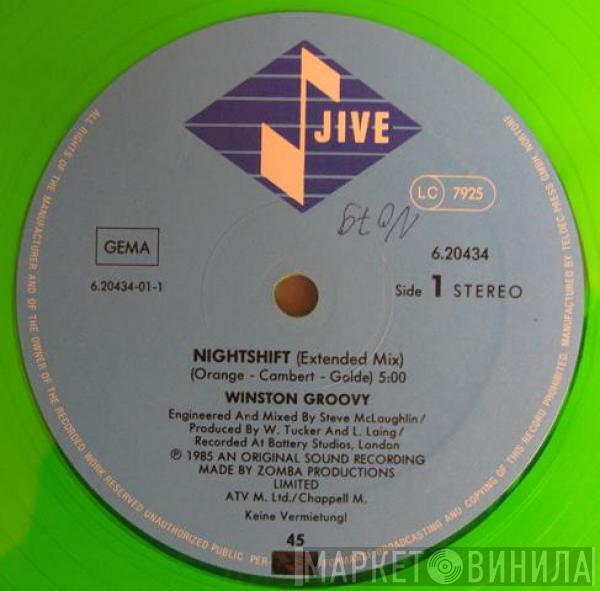 JIVE
LC 7925
No 79
GEMA
6.20434-01-1
6.20434
Side 1 STEREO
NIGHTSHIFT (Extended Mix)
(Orange - Cambert - Golde) 5:00
WINSTON GROOVY
Engineered And Mixed By Steve McLaughlin/
Produced By W. Tucker And L. Laing/
Recorded At Battery Studios, London
℗ 1985 AN ORIGINAL SOUND RECORDING
MADE BY ZOMBA PRODUCTIONS
LIMITED
ATV M. Ltd./Chappell M.
Keine Vermietung!
45
ALL RIGHTS OF THE MANUFACTURER AND OF THE OWNER OF THE RECORDED WORK RESERVED UNAUTHORIZED PUBLIC PER- BROADCASTING AND COPYING OF THIS RECORD PROHIBITED. MANUFACTURED BY TELDEC-PRESS GMBH NORTORF
МАРКЕТОВИНИЛА